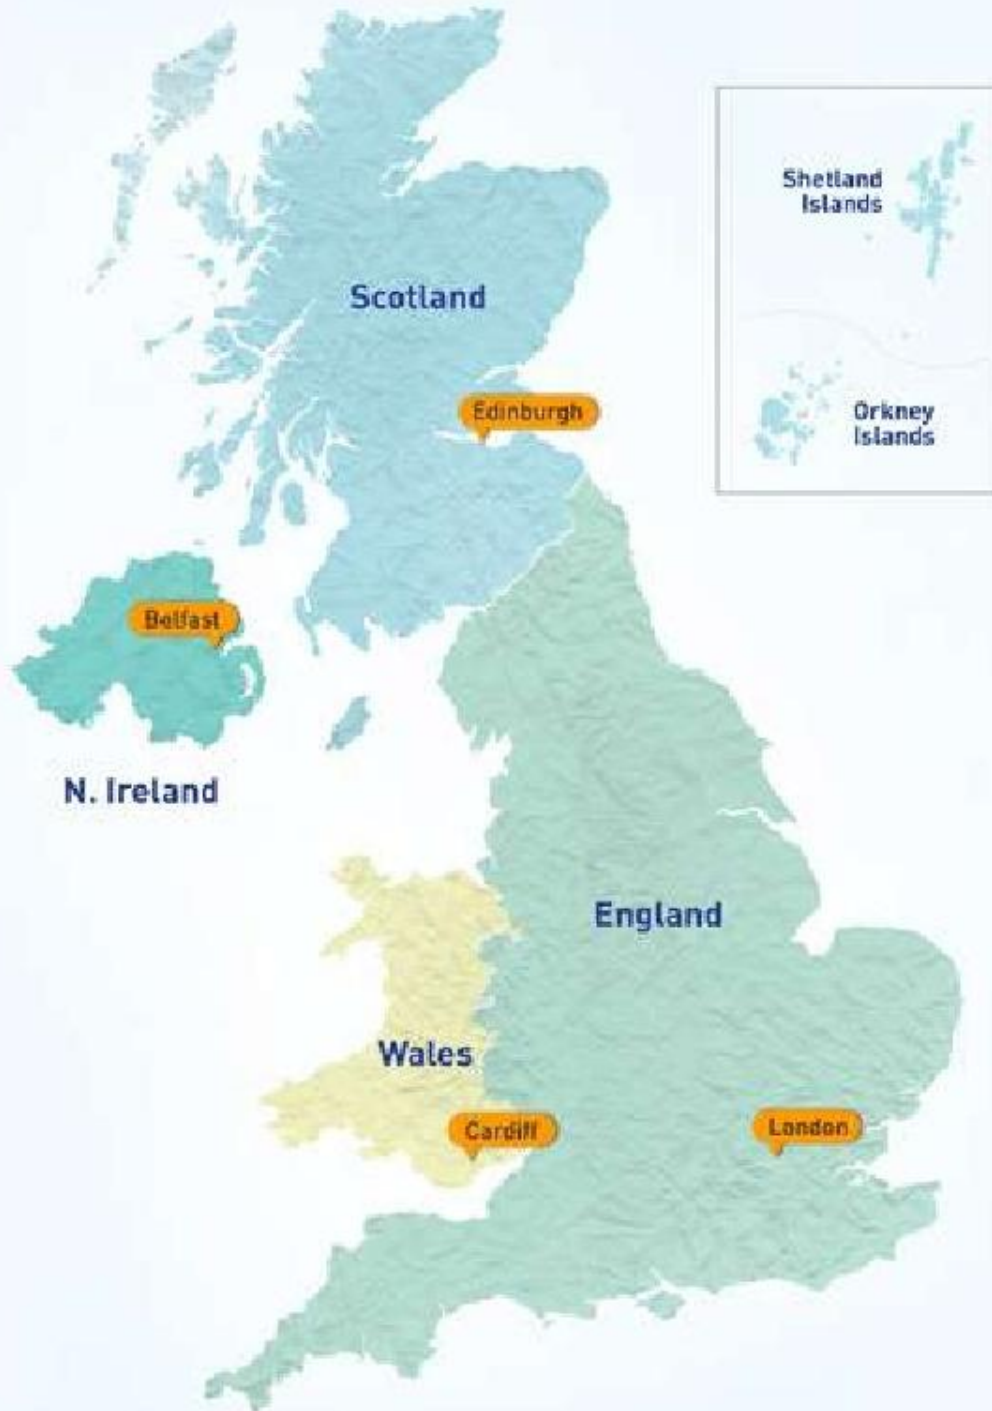 Shetland
Islands
Scotland
Edinburgh
Orkney
Islands
Belfast
N. Ireland
England
Wales
Cardiff
London